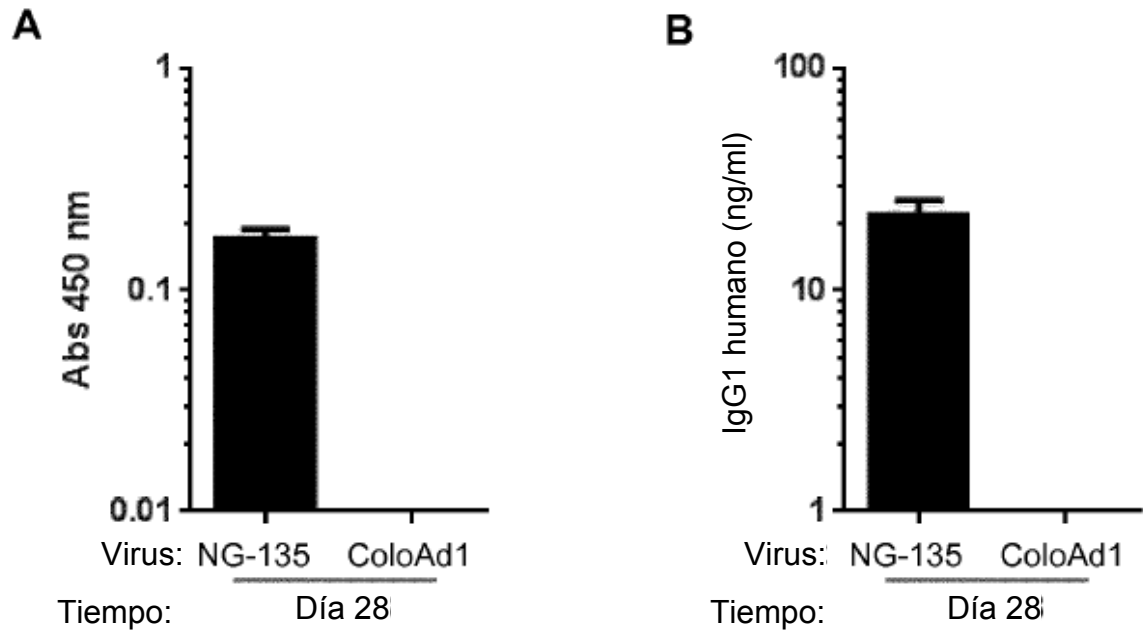 A
1
0.1
0.01
Abs 450 nm
Virus: NG-135 ColoAd1
Tiempo: Día 28
B
100
10
1
IgG1 humano (ng/ml)
Virus: NG-135 ColoAd1
Tiempo: Día 28